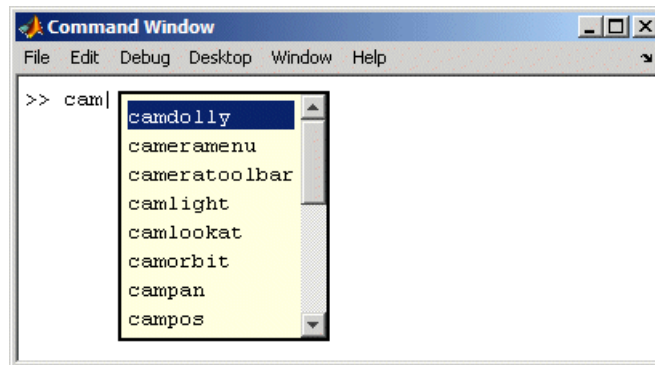 Command Window
File Edit Debug Desktop Window Help
>> cam
camdolly
cameramenu
cameratoolbar
camlight
camlookat
camorbit
campan
campos